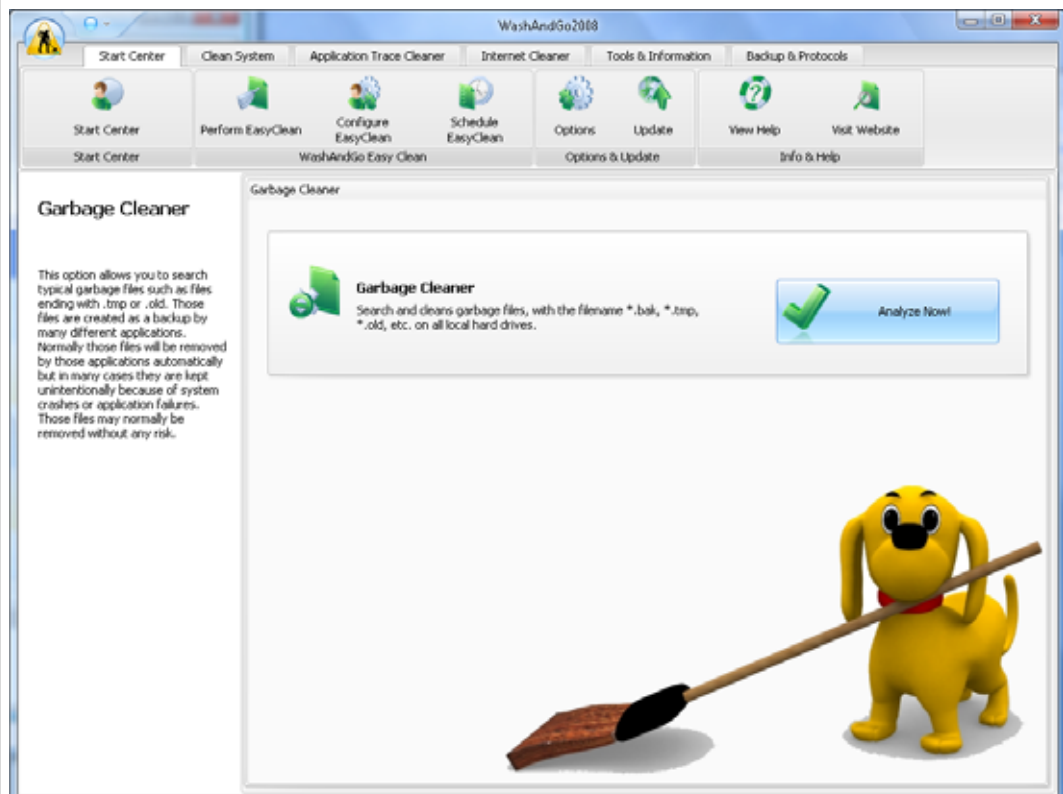 WashAndGo2008
Start Center Clean System Application Trace Cleaner Internet Cleaner Tools & Information Backup & Protocols
Start Center
Perform EasyClean
Configure
EasyClean
Schedule
EasyClean
Options
Update
View Help
Visit Website
Start Center WashAndGo Easy Clean Options & Update Info & Help
Garbage Cleaner
This option allows you to search
typical garbage files such as files
ending with .tmp or .old. Those
files are created as a backup by
many different applications.
Normally those files will be removed
by those applications automatically
but in many cases they are kept
unintentionally because of system
crashes or application failures.
Those files may normally be
removed without any risk.
Garbage Cleaner
Garbage Cleaner
Search and cleans garbage files, with the filename *.bak, *.tmp,
*.old, etc. on all local hard drives.
Analyze Now!